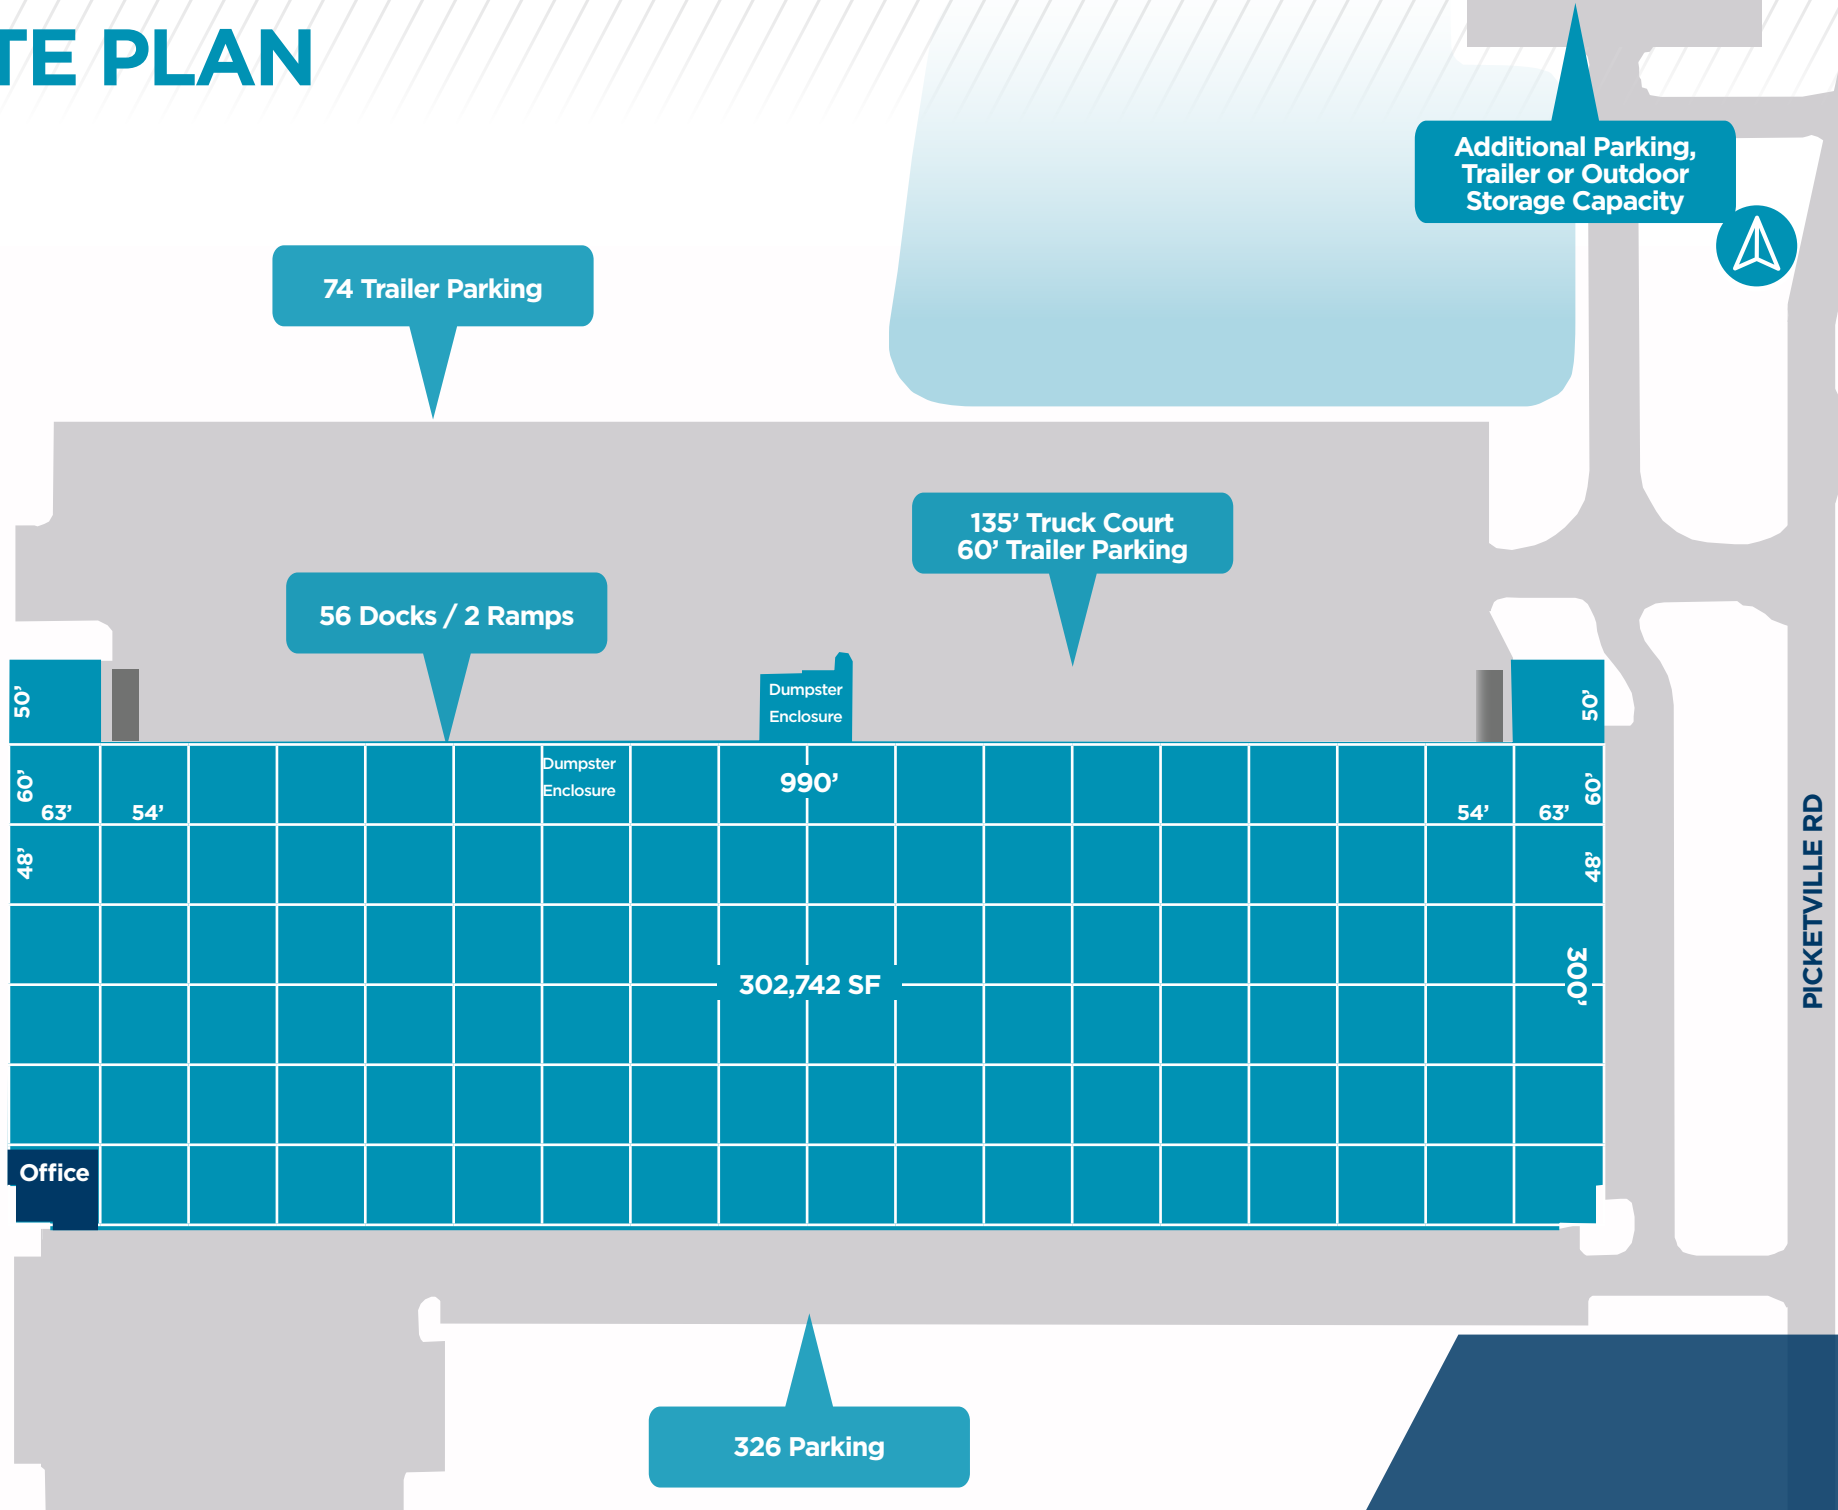 TE PLAN
Additional Parking,
Trailer or Outdoor
Storage Capacity
74 Trailer Parking
135’ Truck Court
60’ Trailer Parking
56 Docks / 2 Ramps
50’
Dumpster
Enclosure
50’
60’
63’
54’
Dumpster
Enclosure
990’
54’
63’
60’
48’
48’
302,742 SF
300’
PICKETVILLE RD
Office
326 Parking